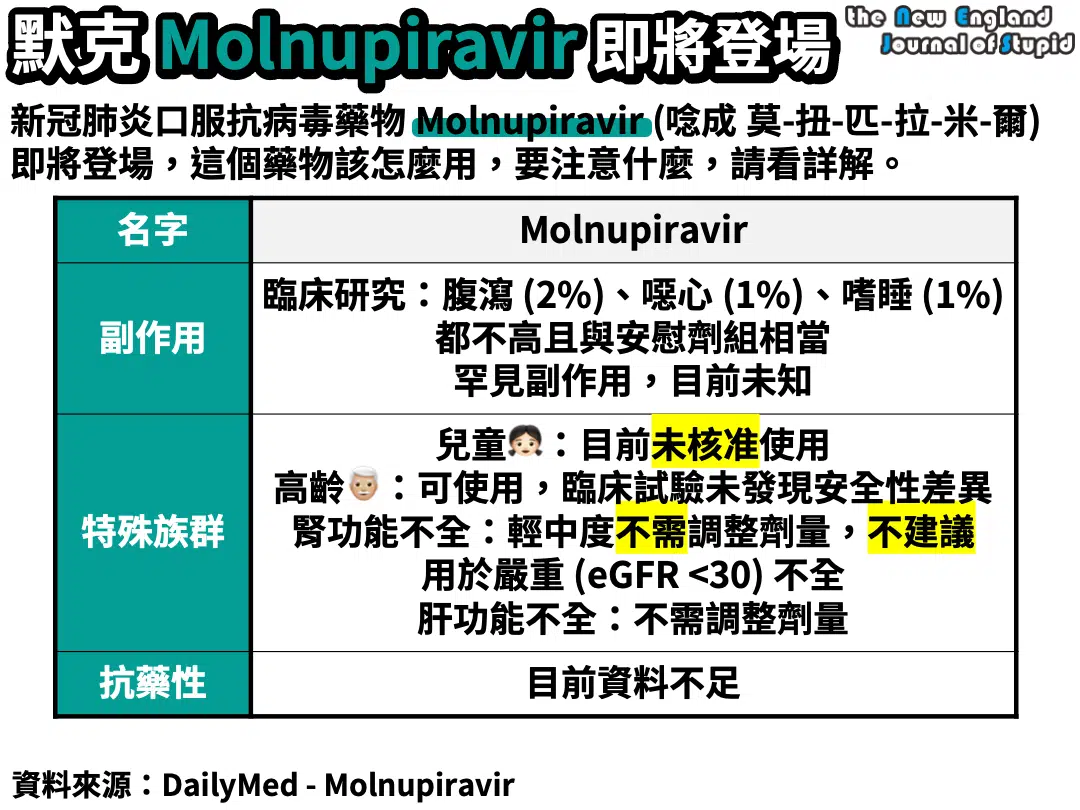 默克 Molnupiravir 即將登場
the New England
Journal of Stupid
新冠肺炎口服抗病毒藥物 Molnupiravir (唸成 莫-扭-匹-拉-米-爾)
即將登場，這個藥物該怎麼用，要注意什麼，請看詳解。
名字
Molnupiravir
副作用
臨床研究：腹瀉 (2%)、噁心 (1%)、嗜睡 (1%)
都不高且與安慰劑組相當
罕見副作用，目前未知
特殊族群
兒童👧🏻：目前未核准使用
高齡👴🏼：可使用，臨床試驗未發現安全性差異
腎功能不全：輕中度不需調整劑量，不建議
用於嚴重 (eGFR <30) 不全
肝功能不全：不需調整劑量
抗藥性
目前資料不足
資料來源：DailyMed - Molnupiravir